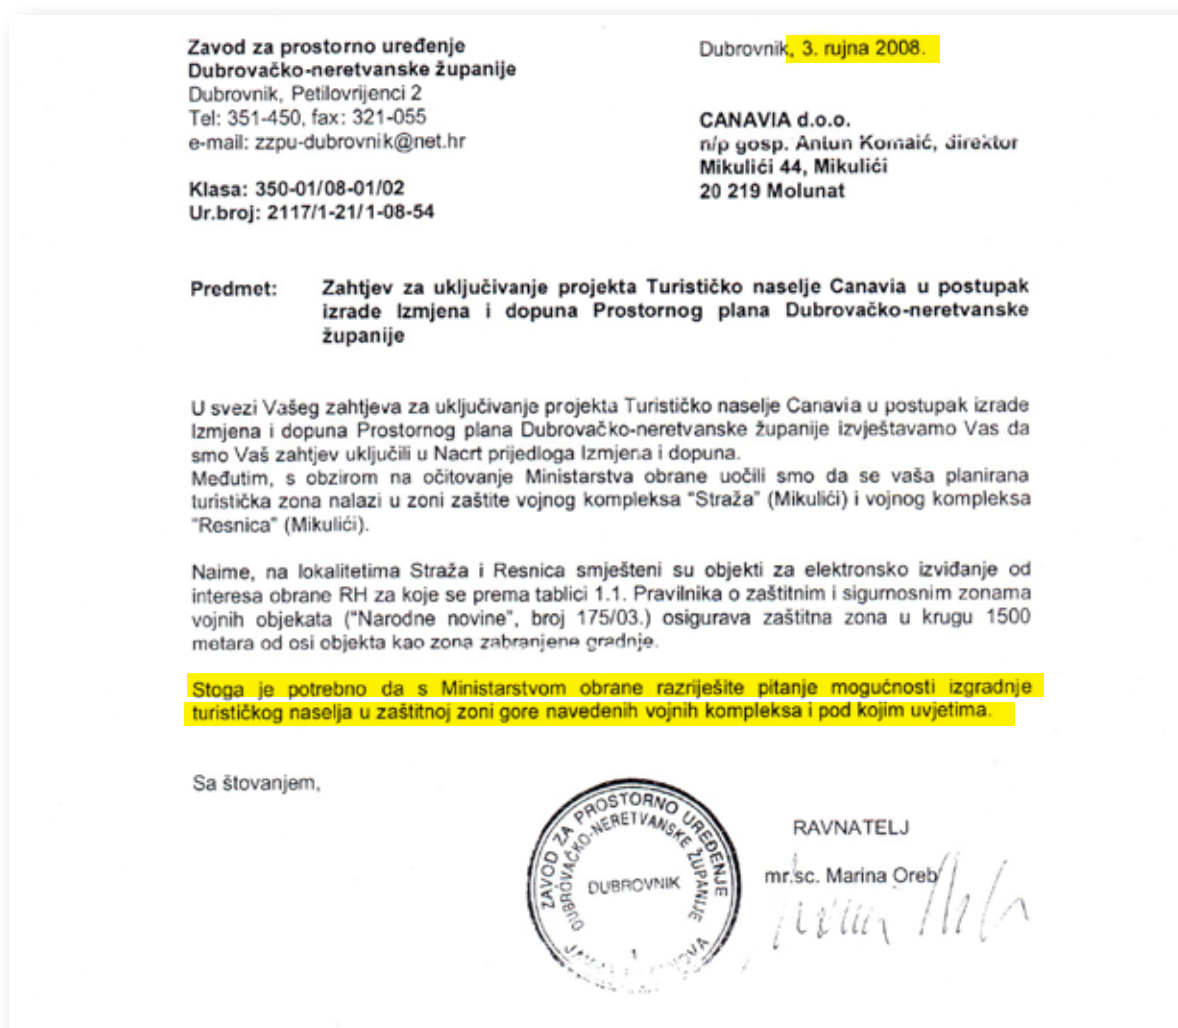 Zavod za prostorno uređenje
Dubrovačko-neretvanske županije
Dubrovnik, Petilovrijenci 2
Tel: 351-450, fax: 321-055
e-mail: zzpu-dubrovnik@net.hr
Klasa: 350-01/08-01/02
Ur.broj: 2117/1-21/1-08-54
Dubrovnik, 3. rujna 2008.
CANAVIA d.o.o.
n/p gosp. Antun Kornaić, direktor
Mikulići 44, Mikulići
20 219 Molunat
Predmet: Zahtjev za uključivanje projekta Turističko naselje Canavia u postupak
izrade Izmjena i dopuna Prostornog plana Dubrovačko-neretvanske
županije
U svezi Vašeg zahtjeva za uključivanje projekta Turističko naselje Canavia u postupak izrade
Izmjena i dopuna Prostornog plana Dubrovačko-neretvanske županije izvještavamo Vas da
smo Vaš zahtjev uključili u Nacrt prijedloga Izmjena i dopuna.
Međutim, s obzirom na očitovanje Ministarstva obrane uočili smo da se vaša planirana
turistička zona nalazi u zoni zaštite vojnog kompleksa "Straža" (Mikulići) i vojnog kompleksa
"Resnica" (Mikulići).
Naime, na lokalitetima Straža i Resnica smješteni su objekti za elektronsko izviđanje od
interesa obrane RH za koje se prema tablici 1.1. Pravilnika o zaštitnim i sigurnosnim zonama
vojnih objekata ("Narodne novine", broj 175/03.) osigurava zaštitna zona u krugu 1500
metara od osi objekta kao zona zabranjene gradnje.
Stoga je potrebno da s Ministarstvom obrane razriješite pitanje mogućnosti izgradnje
turističkog naselja u zaštitnoj zoni gore navedenih vojnih kompleksa i pod kojim uvjetima.
Sa štovanjem,
ZAVOD ZA PROSTORNO UREĐENJE
DUBROVAČKO-NERETVANSKE ŽUPANIJE
DUBROVNIK
1
RAVNATELJ
mr.sc. Marina Oreb